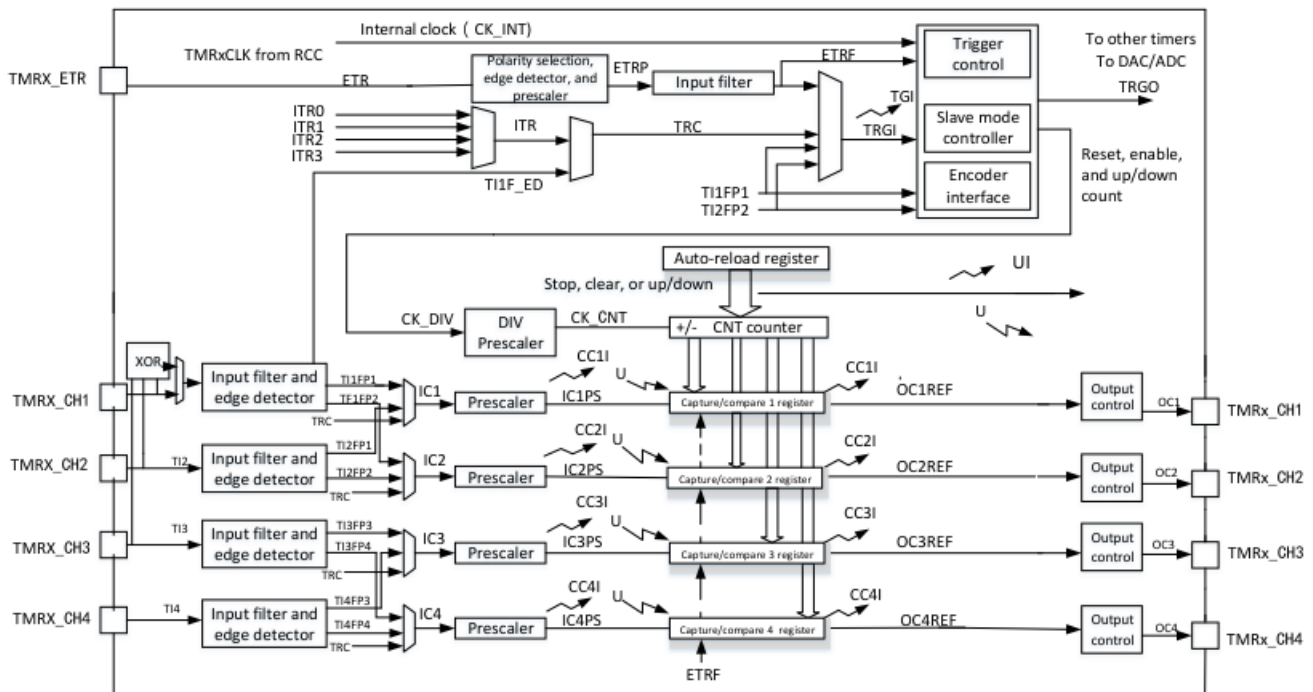 Internal clock ( CK_INT)
TMRxCLK from RCC
TMRX_ETR
ETR
Polarity selection,
edge detector, and
prescaler
ETRP
Input filter
ETRF
Trigger
control
To other timers
To DAC/ADC
TRGO
ITR0
ITR1
ITR2
ITR3
ITR
TRC
TGI
TRGI
Slave mode
controller
Reset, enable,
and up/down
count
TI1F_ED
TI1FP1
TI2FP2
Encoder
interface
Auto-reload register
Stop, clear, or up/down
UI
U
CK_DIV
DIV
Prescaler
CK_CNT
+/- CNT counter
XOR
TMRX_CH1
Input filter and
edge detector
TI1FP1
TF1FP2
TRC
IC1
Prescaler
CC1I
IC1PS
U
Capture/compare 1 register
CC1I
OC1REF
Output
control
OC1
TMRx_CH1
TMRX_CH2
TI2
Input filter and
edge detector
TI2FP1
TI2FP2
TRC
IC2
Prescaler
CC2I
IC2PS
U
Capture/compare 2 register
CC2I
OC2REF
Output
control
OC2
TMRx_CH2
TMRX_CH3
TI3
Input filter and
edge detector
TI3FP3
TI3FP4
TRC
IC3
Prescaler
CC3I
IC3PS
U
Capture/compare 3 register
CC3I
OC3REF
Output
control
OC3
TMRx_CH3
TMRX_CH4
TI4
Input filter and
edge detector
TI4FP3
TI4FP4
TRC
IC4
Prescaler
CC4I
IC4PS
U
Capture/compare 4 register
CC4I
OC4REF
Output
control
OC4
TMRx_CH4
ETRF